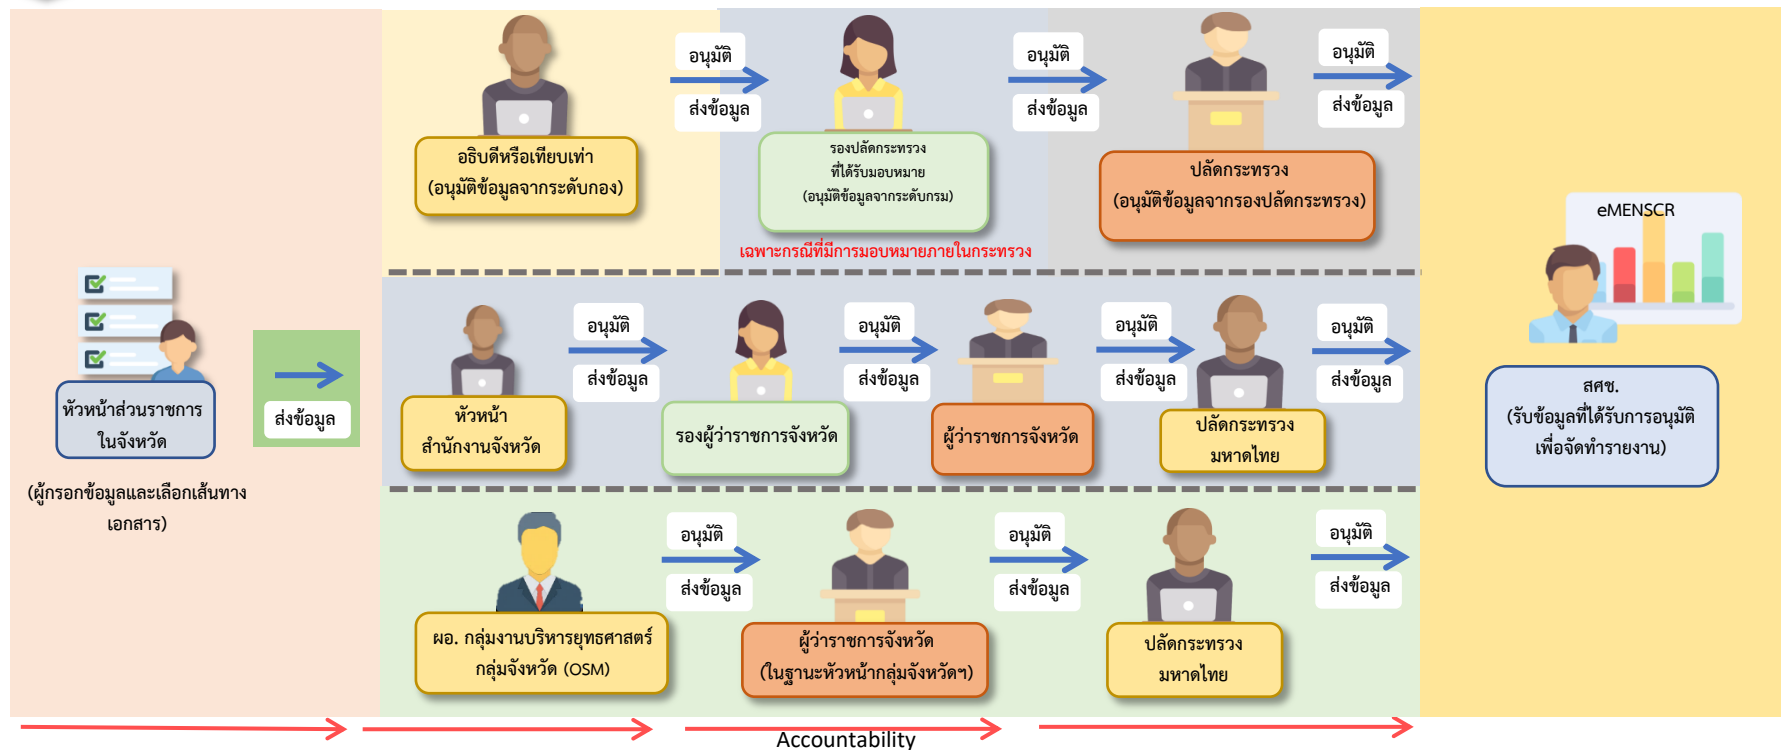 อนุมัติ
ส่งข้อมูล
อนุมัติ
ส่งข้อมูล
อนุมัติ
ส่งข้อมูล
อธิบดีหรือเทียบเท่า
(อนุมัติข้อมูลจากระดับกอง)
รองปลัดกระทรวง
ที่ได้รับมอบหมาย
(อนุมัติข้อมูลจากระดับกรม)
ปลัดกระทรวง
(อนุมัติข้อมูลจากรองปลัดกระทรวง)
เฉพาะกรณีที่มีการมอบหมายภายในกระทรวง
หัวหน้าส่วนราชการ
ในจังหวัด
(ผู้กรอกข้อมูลและเลือกเส้นทาง
เอกสาร)
ส่งข้อมูล
อนุมัติ
ส่งข้อมูล
อนุมัติ
ส่งข้อมูล
อนุมัติ
ส่งข้อมูล
อนุมัติ
ส่งข้อมูล
หัวหน้า
สำนักงานจังหวัด
รองผู้ว่าราชการจังหวัด
ผู้ว่าราชการจังหวัด
ปลัดกระทรวง
มหาดไทย
eMENSCR
สศช.
(รับข้อมูลที่ได้รับการอนุมัติ
เพื่อจัดทำรายงาน)
อนุมัติ
ส่งข้อมูล
อนุมัติ
ส่งข้อมูล
อนุมัติ
ส่งข้อมูล
ผอ. กลุ่มงานบริหารยุทธศาสตร์
กลุ่มจังหวัด (OSM)
ผู้ว่าราชการจังหวัด
(ในฐานะหัวหน้ากลุ่มจังหวัดฯ)
ปลัดกระทรวง
มหาดไทย
Accountability